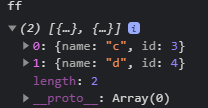 ff
▼ (2) [{…}, {…}] i
▶ 0: {name: "c", id: 3}
▶ 1: {name: "d", id: 4}
length: 2
▶ __proto__: Array(0)